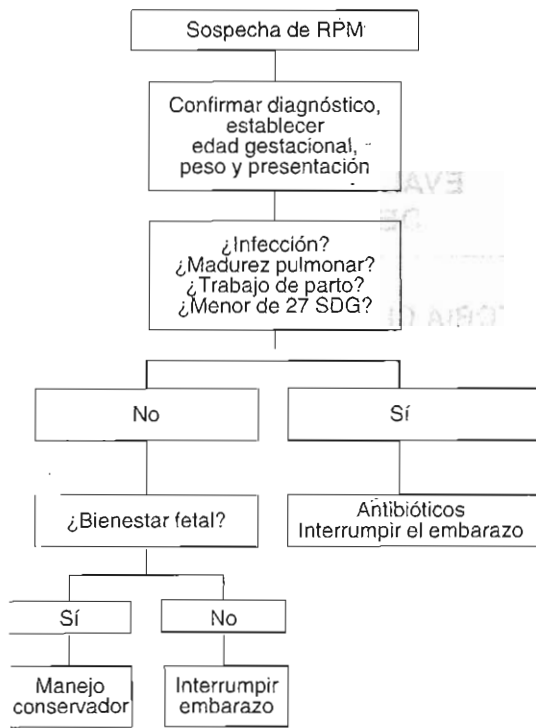 Sospecha de RPM
Confirmar diagnóstico,
establecer
edad gestacional,
peso y presentación
¿Infección?
¿Madurez pulmonar?
¿Trabajo de parto?
¿Menor de 27 SDG?
No
Sí
¿Bienestar fetal?
Antibióticos
Interrumpir el embarazo
Sí
No
Manejo
conservador
Interrumpir
embarazo